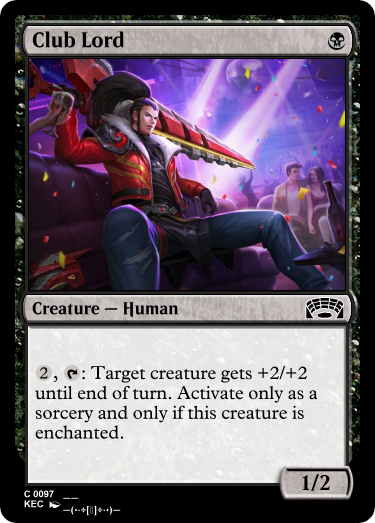 Club Lord
Creature — Human
2, : Target creature gets +2/+2
until end of turn. Activate only as a
sorcery and only if this creature is
enchanted.
1/2
C 0097
KEC